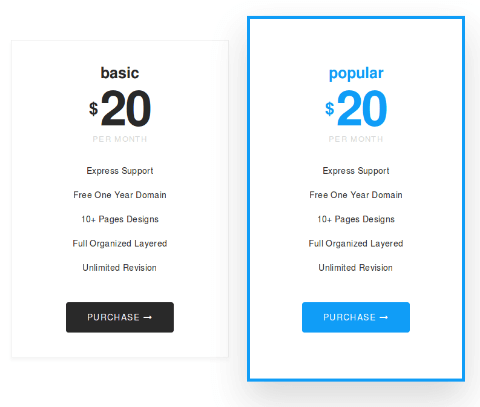 basic
$20
PER MONTH
Express Support
Free One Year Domain
10+ Pages Designs
Full Organized Layered
Unlimited Revision
PURCHASE →
popular
$20
PER MONTH
Express Support
Free One Year Domain
10+ Pages Designs
Full Organized Layered
Unlimited Revision
PURCHASE →